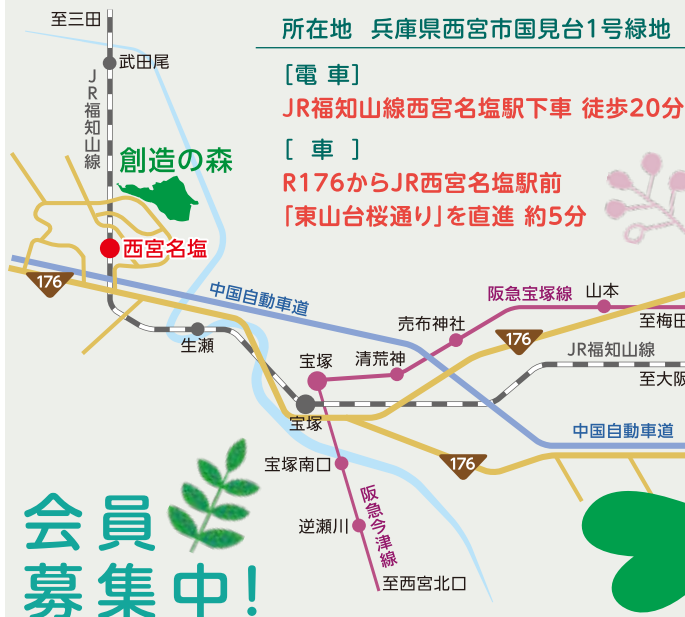 至三田
武田尾
JR福知山線
創造の森
西宮名塩
176
所在地 兵庫県西宮市国見台1号緑地
[電 車]
JR福知山線西宮名塩駅下車 徒歩20分
[ 車 ]
R176からJR西宮名塩駅前
「東山台桜通り」を直進 約5分
中国自動車道
生瀬
阪急宝塚線
山本
至梅田
売布神社
176
清荒神
宝塚
JR福知山線
至大阪
宝塚
中国自動車道
宝塚南口
176
阪急今津線
逆瀬川
至西宮北口
会員
募集中!